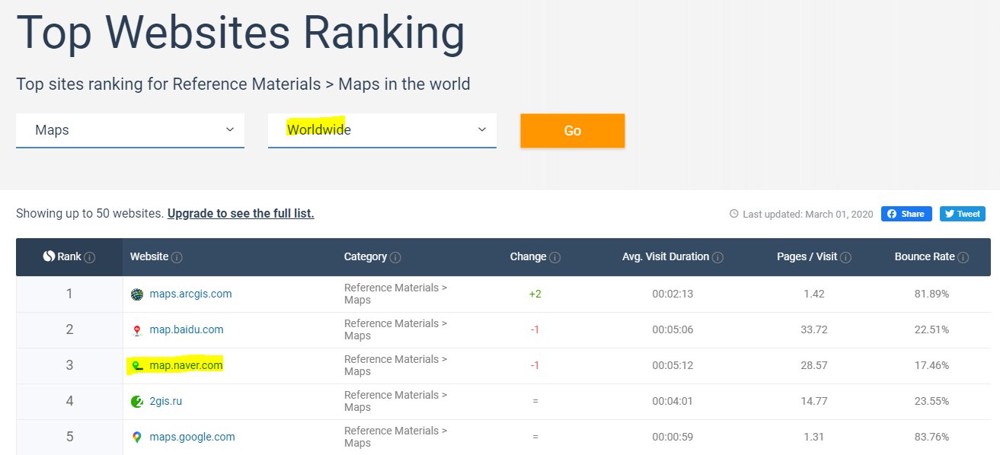 Top Websites Ranking
Top sites ranking for Reference Materials > Maps in the world
Maps Worldwide Go
Showing up to 50 websites. Upgrade to see the full list. Last updated: March 01, 2020 Share Tweet
Rank Website Category Change Avg. Visit Duration Pages / Visit Bounce Rate
1 maps.arcgis.com Reference Materials > Maps +2 00:02:13 1.42 81.89%
2 map.baidu.com Reference Materials > Maps -1 00:05:06 33.72 22.51%
3 map.naver.com Reference Materials > Maps -1 00:05:12 28.57 17.46%
4 2gis.ru Reference Materials > Maps = 00:04:01 14.77 23.55%
5 maps.google.com Reference Materials > Maps = 00:00:59 1.31 83.76%